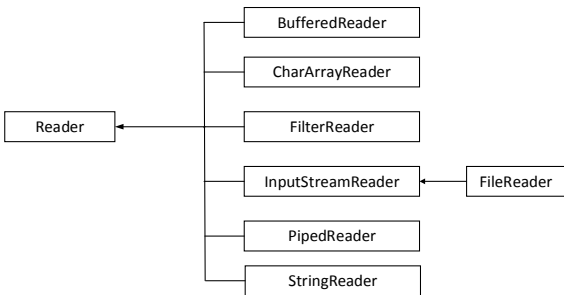 BufferedReader
CharArrayReader
Reader
FilterReader
InputStreamReader
FileReader
PipedReader
StringReader